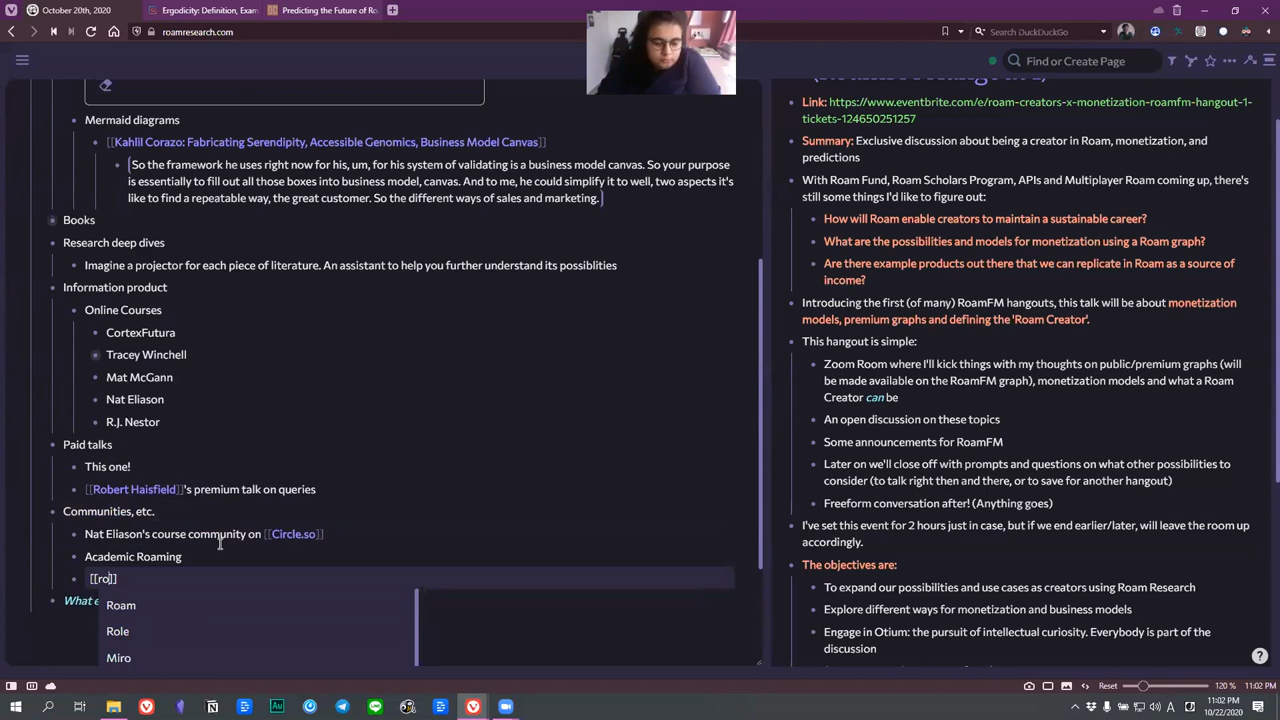 October 20th, 2020
Ergodicity: Definition, Exam
Predicting the Future of Ro
roamresearch.com
Search DuckDuckGo
Find or Create Page
Mermaid diagrams
[[Kahlil Corazo: Fabricating Serendipity, Accessible Genomics, Business Model Canvas]]
So the framework he uses right now for his, um, for his system of validating is a business model canvas. So your purpose
is essentially to fill out all those boxes into business model, canvas. And to me, he could simplify it to well, two aspects it's
like to find a repeatable way, the great customer. So the different ways of sales and marketing.
Books
Research deep dives
Imagine a projector for each piece of literature. An assistant to help you further understand its possiblities
Information product
Online Courses
CortexFutura
Tracey Winchell
Mat McGann
Nat Eliason
R.J. Nestor
Paid talks
This one!
[[Robert Haisfield]]'s premium talk on queries
Communities, etc.
Nat Eliason's course community on [[Circle.so]]
Academic Roaming
[[ro]]
What e
Roam
Role
Miro
Link: https://www.eventbrite.com/e/roam-creators-x-monetization-roamfm-hangout-1-
tickets-124650251257
Summary: Exclusive discussion about being a creator in Roam, monetization, and
predictions
With Roam Fund, Roam Scholars Program, APIs and Multiplayer Roam coming up, there's
still some things I'd like to figure out:
How will Roam enable creators to maintain a sustainable career?
What are the possibilities and models for monetization using a Roam graph?
Are there example products out there that we can replicate in Roam as a source of
income?
Introducing the first (of many) RoamFM hangouts, this talk will be about monetization
models, premium graphs and defining the 'Roam Creator'.
This hangout is simple:
Zoom Room where I'll kick things with my thoughts on public/premium graphs (will
be made available on the RoamFM graph), monetization models and what a Roam
Creator can be
An open discussion on these topics
Some announcements for RoamFM
Later on we'll close off with prompts and questions on what other possibilities to
consider (to talk right then and there, or to save for another hangout)
Freeform conversation after! (Anything goes)
I've set this event for 2 hours just in case, but if we end earlier/later, will leave the room up
accordingly.
The objectives are:
To expand our possibilities and use cases as creators using Roam Research
Explore different ways for monetization and business models
Engage in Otium: the pursuit of intellectual curiosity. Everybody is part of the
discussion
Reset
120 %
11:02 PM
11:02 PM
10/22/2020